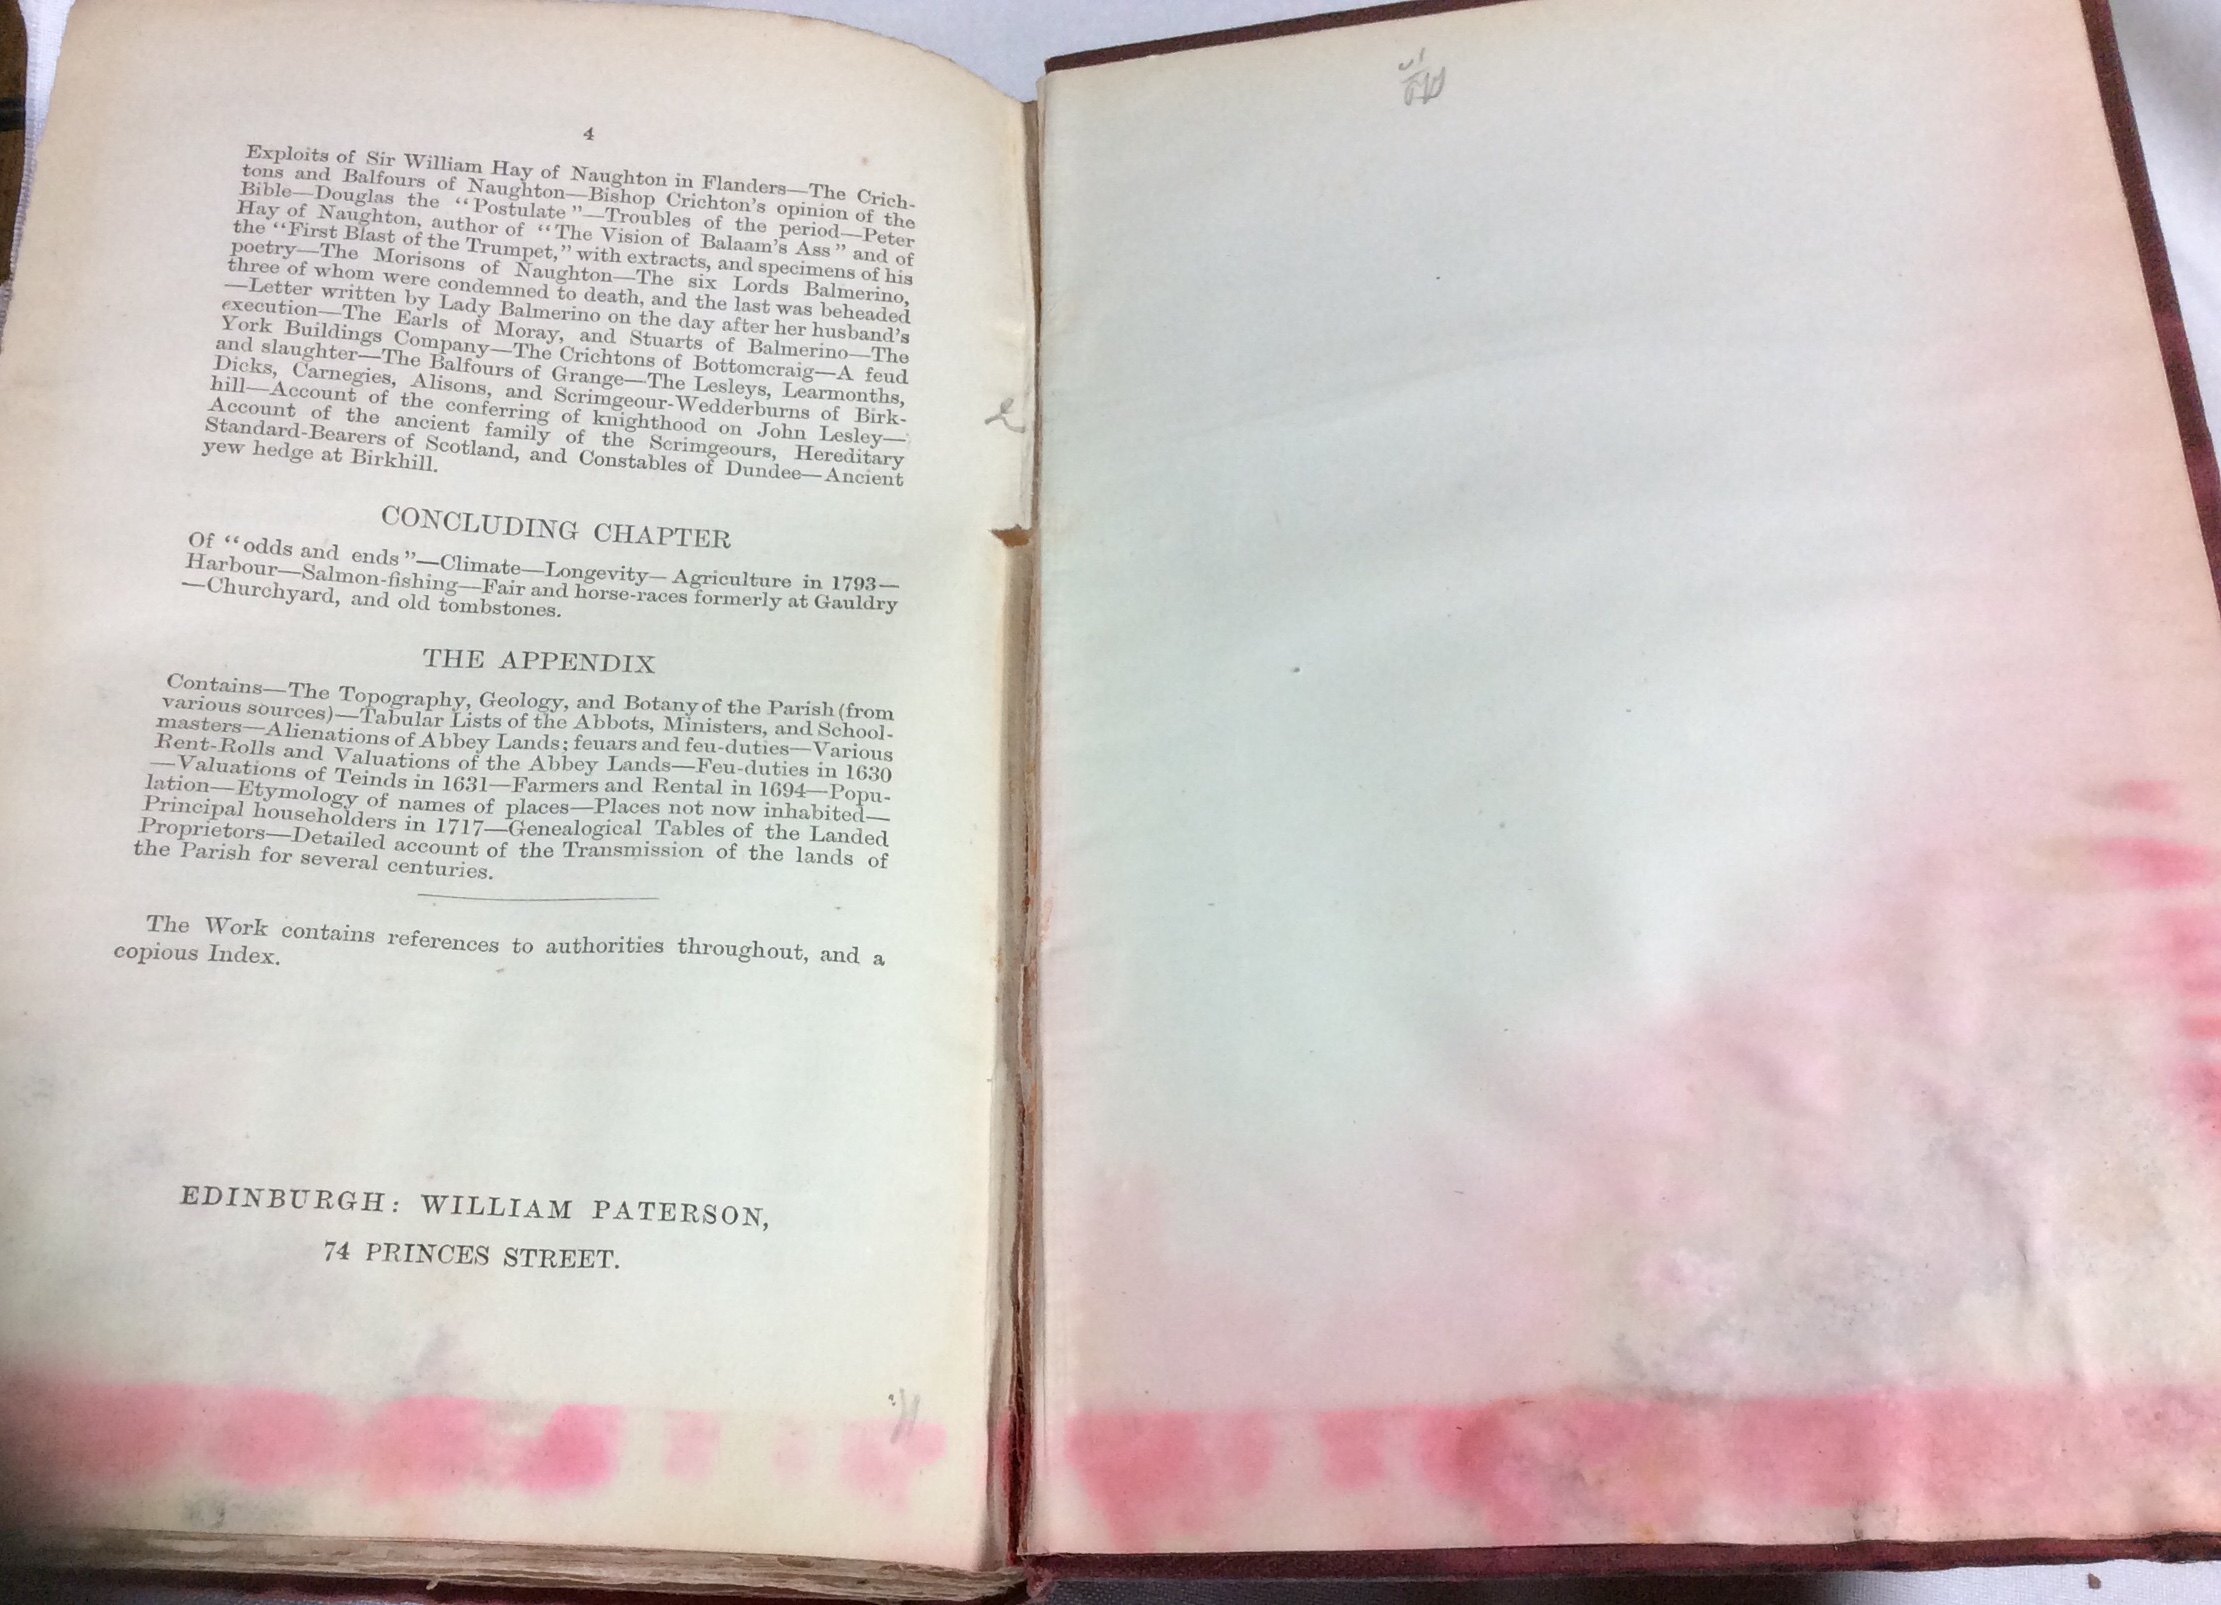 4
Exploits of Sir William Hay of Naughton in Flanders—The Crich-
tons and Balfours of Naughton—Bishop Crichton's opinion of the
Bible—Douglas the “Postulate”—Troubles of the period—Peter
Hay of Naughton, author of “The Vision of Balaam's Ass” and of
the “First Blast of the Trumpet,” with extracts, and specimens of his
poetry—The Morisons of Naughton—The six Lords Balmerino,
three of whom were condemned to death, and the last was beheaded
—Letter written by Lady Balmerino on the day after her husband's
execution—The Earls of Moray, and Stuarts of Balmerino—The
York Buildings Company—The Crichtons of Bottomcraig—A feud
and slaughter—The Balfours of Grange—The Lesleys, Learmonths,
Dicks, Carnegies, Alisons, and Scrimgeour-Wedderburns of Birk-
hill—Account of the conferring of knighthood on John Lesley—
Account of the ancient family of the Scrimgeours, Hereditary
Standard-Bearers of Scotland, and Constables of Dundee—Ancient
yew hedge at Birkhill.
CONCLUDING CHAPTER
Of “odds and ends”—Climate—Longevity—Agriculture in 1793—
Harbour—Salmon-fishing—Fair and horse-races formerly at Gauldry
—Churchyard, and old tombstones.
THE APPENDIX
Contains—The Topography, Geology, and Botany of the Parish (from
various sources)—Tabular Lists of the Abbots, Ministers, and School-
masters—Alienations of Abbey Lands; feuars and feu-duties—Various
Rent-Rolls and Valuations of the Abbey Lands—Feu-duties in 1630
—Valuations of Teinds in 1631—Farmers and Rental in 1694—Popu-
lation—Etymology of names of places—Places not now inhabited—
Principal householders in 1717—Genealogical Tables of the Landed
Proprietors—Detailed account of the Transmission of the lands of
the Parish for several centuries.
The Work contains references to authorities throughout, and a
copious Index.
EDINBURGH: WILLIAM PATERSON,
74 PRINCES STREET.